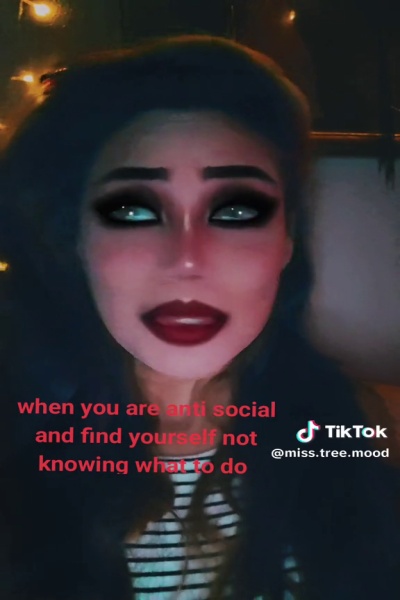 when you are anti social
and find yourself not
knowing what to do
TikTok
@miss.tree.mood